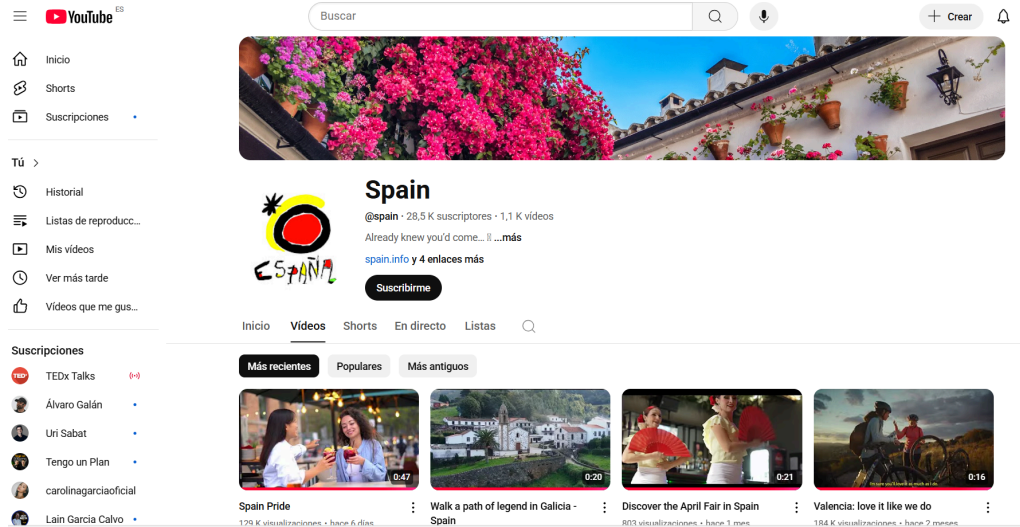 YouTube ES
Buscar
Crear
Inicio
Shorts
Suscripciones
Tú
Historial
Listas de reproducc...
Mis vídeos
Ver más tarde
Vídeos que me gus...
Suscripciones
TED
TEDx Talks
Álvaro Galán
Uri Sabat
Tengo un Plan
carolinagarciaoficial
Lain Garcia Calvo
ESPAÑA
Spain
@spain · 28,5 K suscriptores · 1,1 K vídeos
Already knew you'd come... ...más
spain.info y 4 enlaces más
Suscribirme
Inicio Vídeos Shorts En directo Listas
Más recientes Populares Más antiguos
0:47
Spain Pride
129 K visualizaciones · hace 6 días
0:20
Walk a path of legend in Galicia -
Spain
0:21
Discover the April Fair in Spain
803 visualizaciones · hace 1 mes
0:16
Valencia: love it like we do
184 K visualizaciones · hace 2 meses